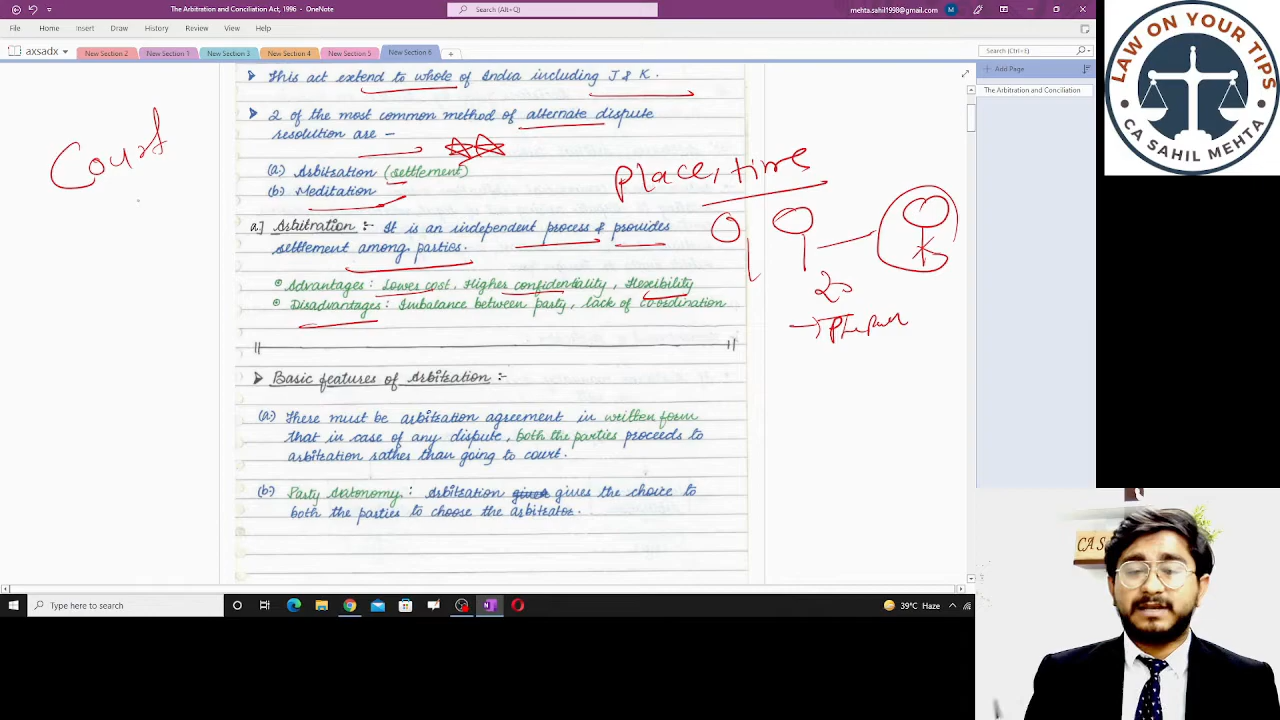 The Arbitration and Conciliation Act, 1996 - OneNote
Search (Alt+Q)
mehta.sahil1998@gmail.com
M
File Home Insert Draw History Review View Help
axsadx
New Section 2 New Section 1 New Section 3 New Section 4 New Section 5 New Section 6
Search (Ctrl+E)
Add Page
The Arbitration and Conciliation
LAW ON YOUR TIPS
CA SAHIL MEHTA
This act extend to whole of India including J & K.
2 of the most common method of alternate dispute
resolution are -
(a) Arbitration (settlement)
(b) Meditation
Court
Place, time
a] Arbitration :- It is an independent process & provides
settlement among parties.
Advantages: Lower cost, Higher confidentiality, Flexibility
Disadvantages: Imbalance between party, lack of co-ordination
20
Basic features of Arbitration :-
(a) There must be arbitration agreement in written form
that in case of any dispute, both the parties proceeds to
arbitration rather than going to court.
(b) Party Autonomy: Arbitration gives the choice to
both the parties to choose the arbitrator.
CA S
Type here to search
39°C Haze